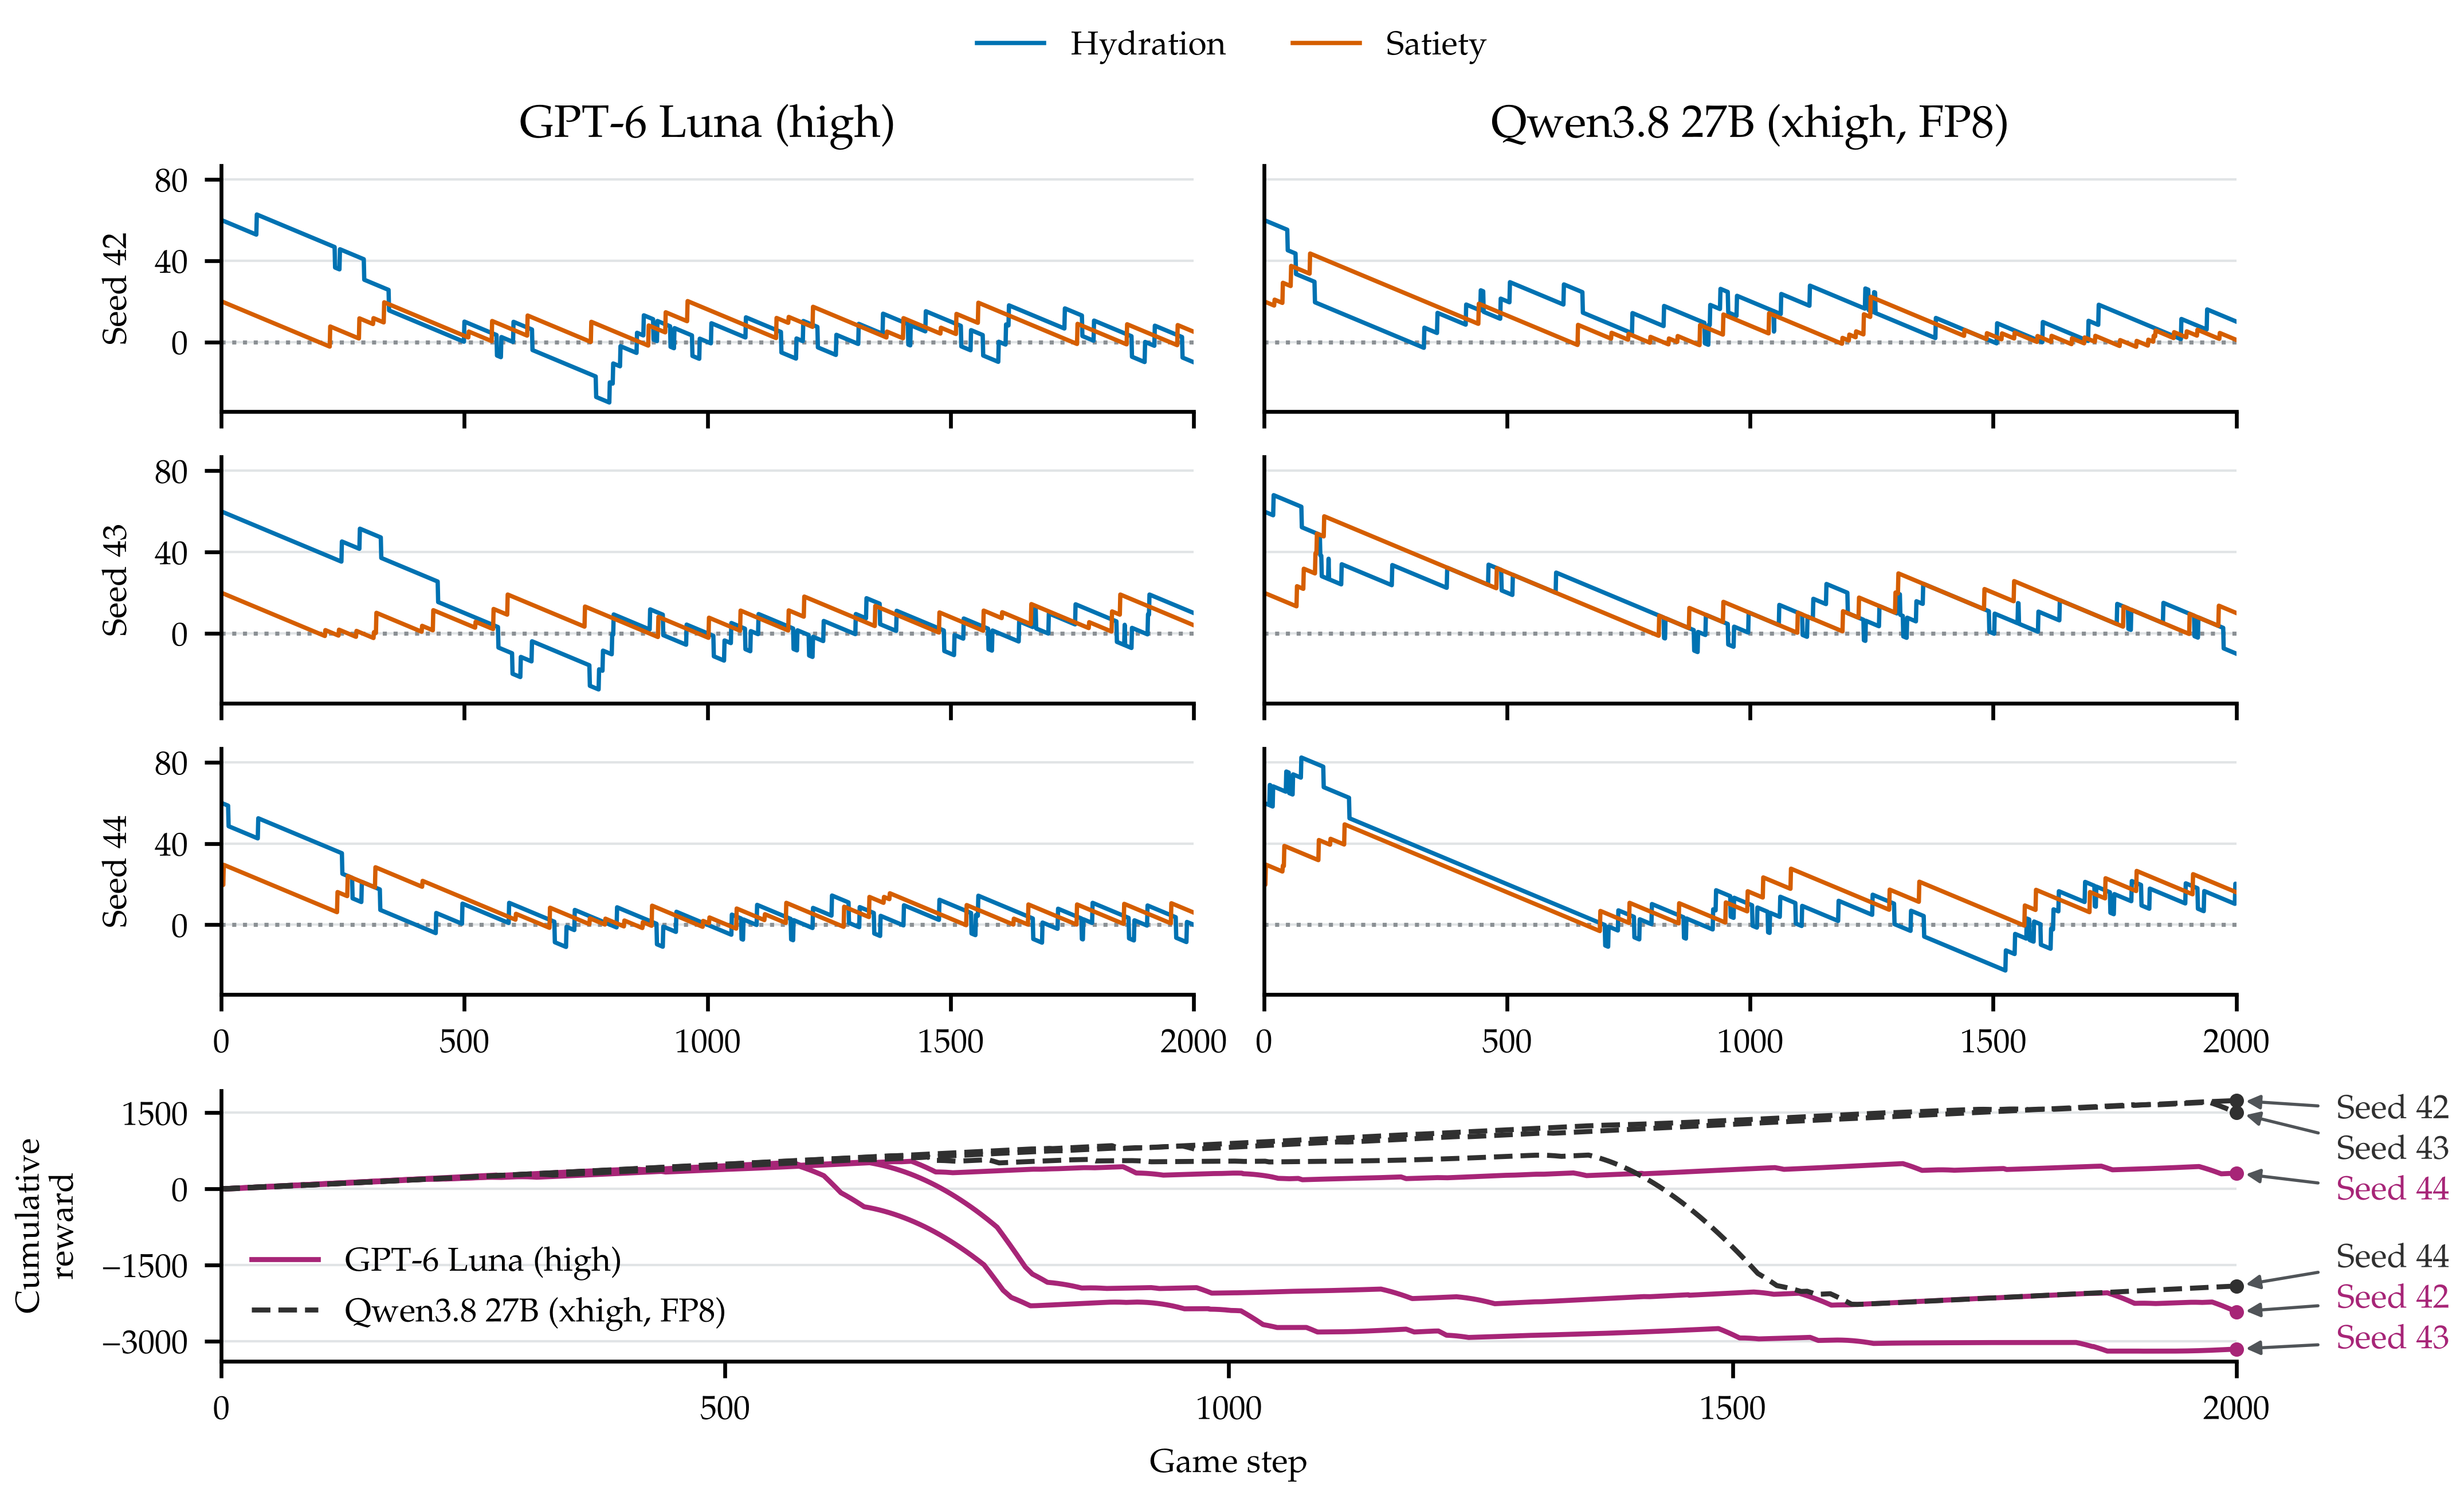 Hydration Satiety
GPT-6 Luna (high) Qwen3.8 27B (xhigh, FP8)
Seed 42
80
40
0
Seed 43
80
40
0
Seed 44
80
40
0
0 500 1000 1500 2000 0 500 1000 1500 2000
Cumulative
reward
1500
0
−1500
−3000
GPT-6 Luna (high)
Qwen3.8 27B (xhigh, FP8)
Seed 42
Seed 43
Seed 44
Seed 44
Seed 42
Seed 43
0 500 1000 1500 2000
Game step